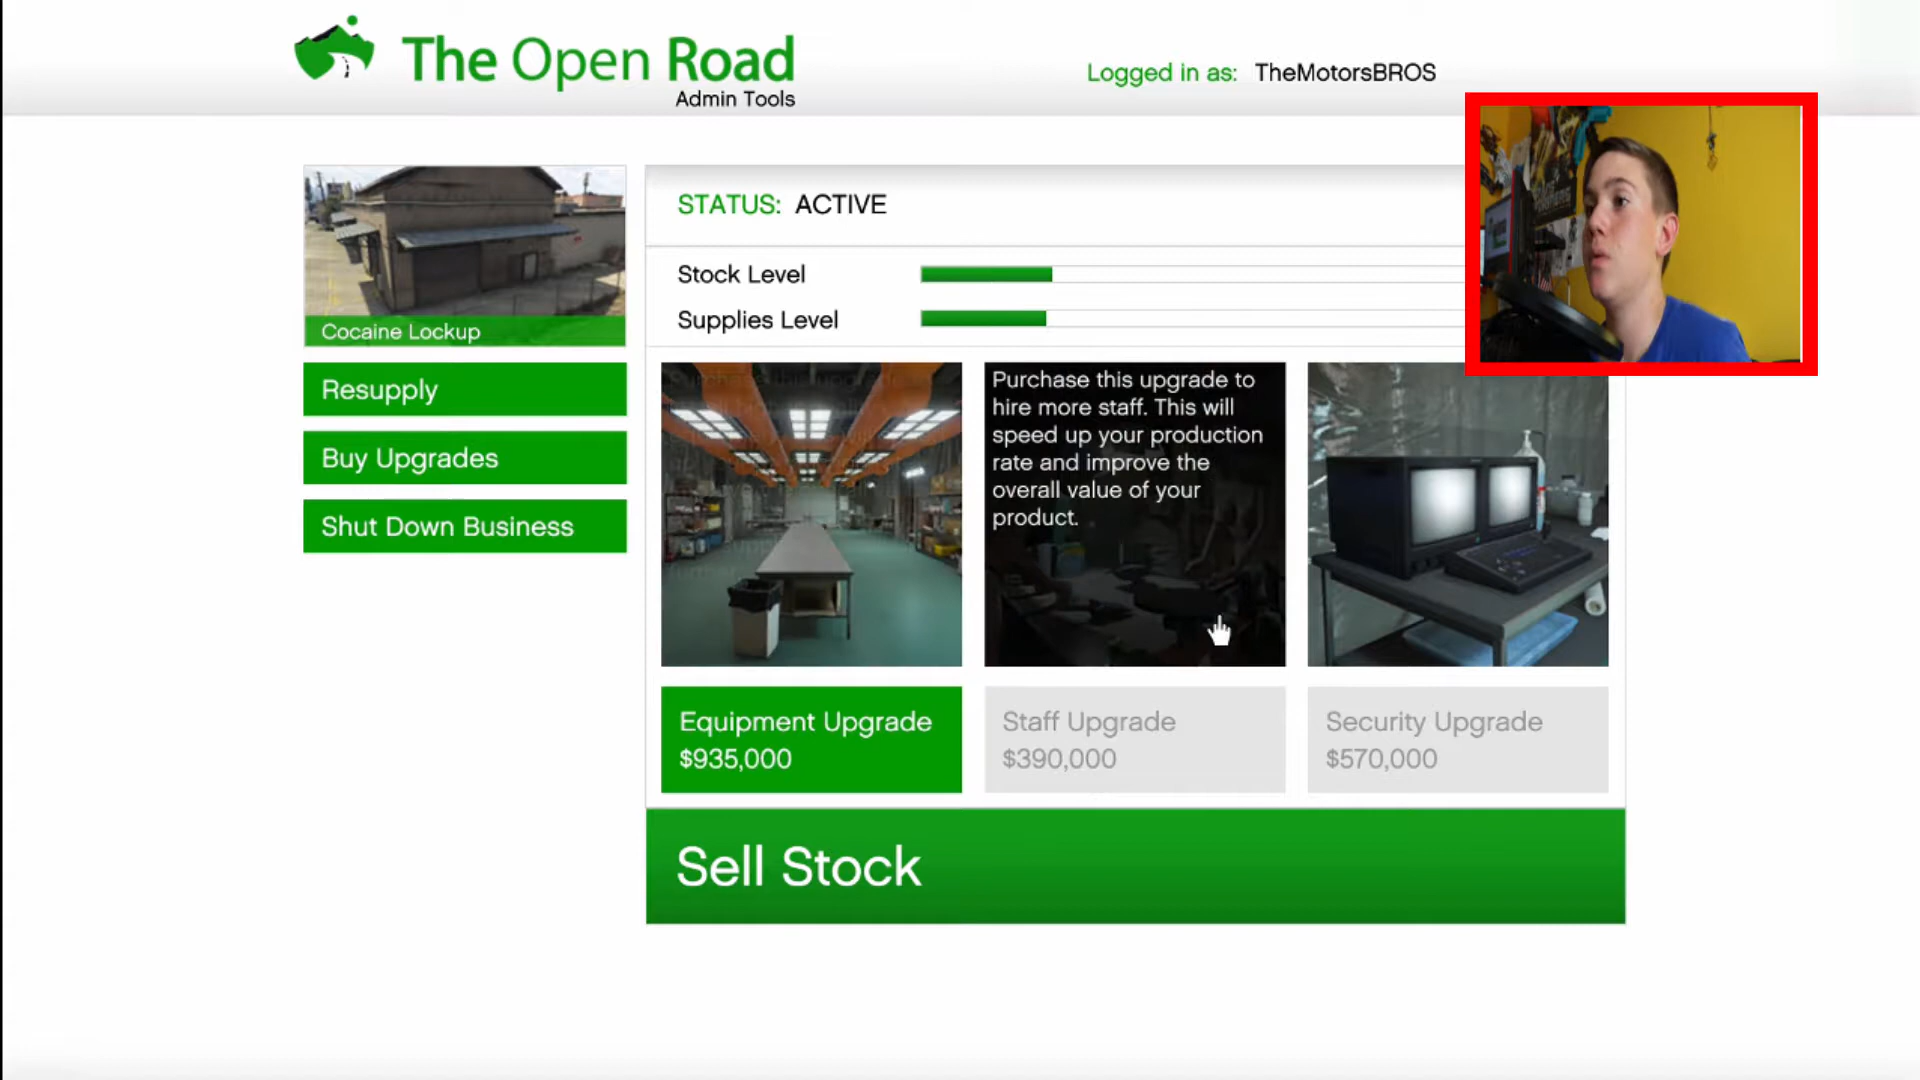 The Open Road
Admin Tools
Logged in as: TheMotorsBROS
Cocaine Lockup
Resupply
Buy Upgrades
Shut Down Business
STATUS: ACTIVE
Stock Level
Supplies Level
Purchase this upgrade to
hire more staff. This will
speed up your production
rate and improve the
overall value of your
product.
Equipment Upgrade
$935,000
Staff Upgrade
$390,000
Security Upgrade
$570,000
Sell Stock